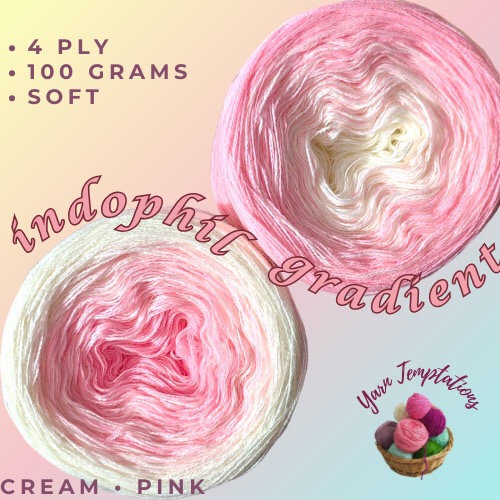 • 4 PLY
• 100 GRAMS
• SOFT
indophil gradient
Yarn Temptations
CREAM • PINK